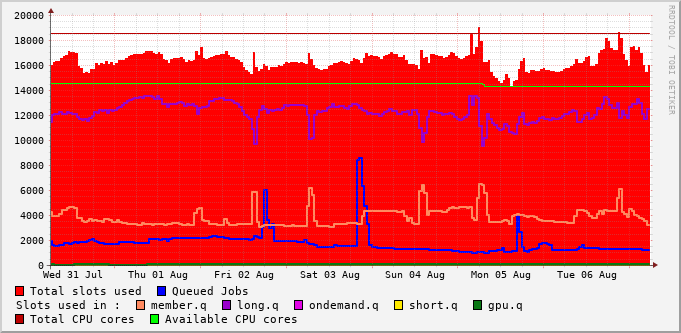 RRDTOOL / TOBI OETIKER
20000
18000
16000
14000
12000
10000
8000
6000
4000
2000
0
Wed 31 Jul Thu 01 Aug Fri 02 Aug Sat 03 Aug Sun 04 Aug Mon 05 Aug Tue 06 Aug
Total slots used Queued Jobs
Slots used in : member.q long.q ondemand.q short.q gpu.q
Total CPU cores Available CPU cores